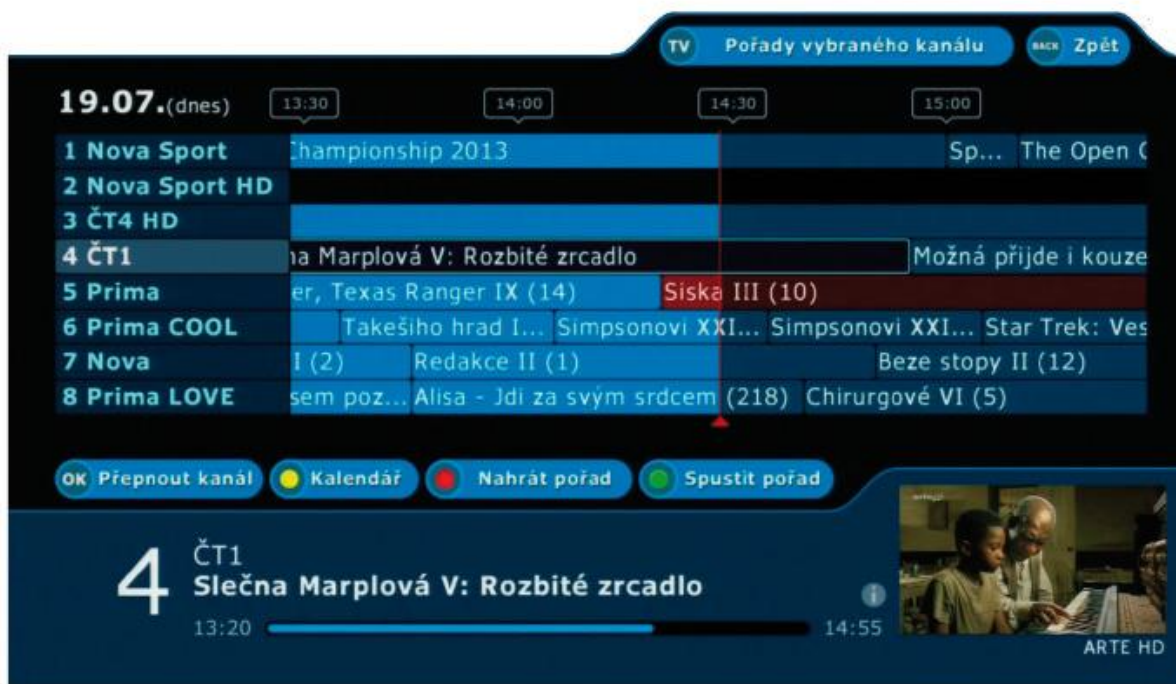 TV Pořady vybraného kanálu BACK Zpět
19.07.(dnes) 13:30 14:00 14:30 15:00
1 Nova Sport Championship 2013 Sp... The Open
2 Nova Sport HD
3 ČT4 HD
4 ČT1 na Marplová V: Rozbité zrcadlo Možná přijde i kouze
5 Prima er, Texas Ranger IX (14) Siska III (10)
6 Prima COOL Takešiho hrad I... Simpsonovi XXI... Simpsonovi XXI... Star Trek: Ves
7 Nova I (2) Redakce II (1) Beze stopy II (12)
8 Prima LOVE sem poz... Alisa - Jdi za svým srdcem (218) Chirurgové VI (5)
OK Přepnout kanál Kalendář Nahrát pořad Spustit pořad
4 ČT1
Slečna Marplová V: Rozbité zrcadlo
13:20 14:55
ARTE HD